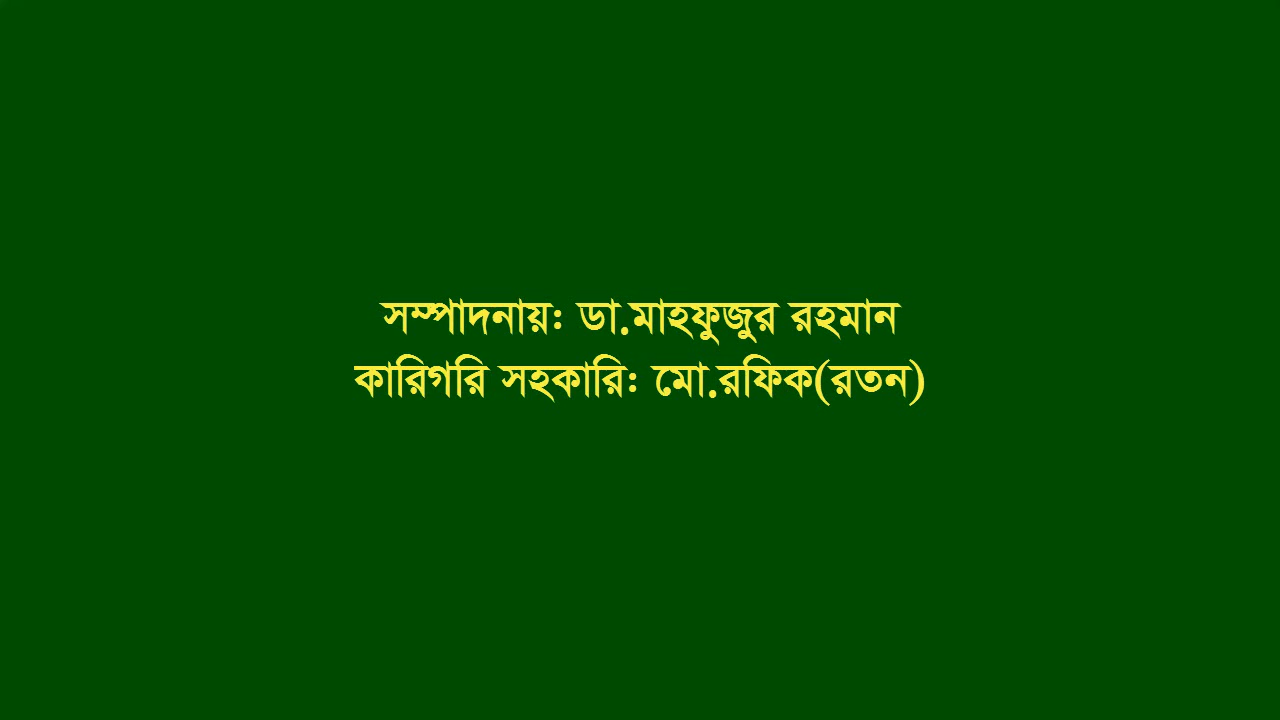 সম্পাদনায়: ডা.মাহফুজুর রহমান
কারিগরি সহকারি: মো.রফিক(রতন)